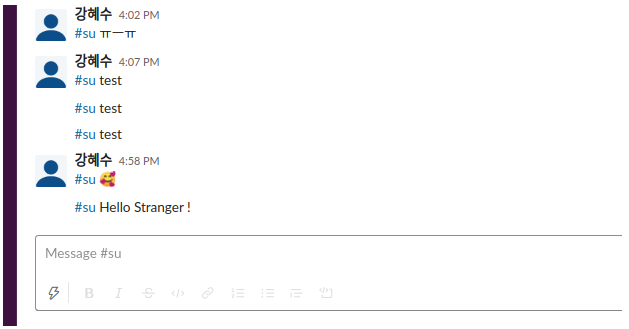 강혜수 4:02 PM
#su ㅠㅡㅠ
강혜수 4:07 PM
#su test
#su test
#su test
강혜수 4:58 PM
#su 🥰
#su Hello Stranger !
Message #su
B I S </>